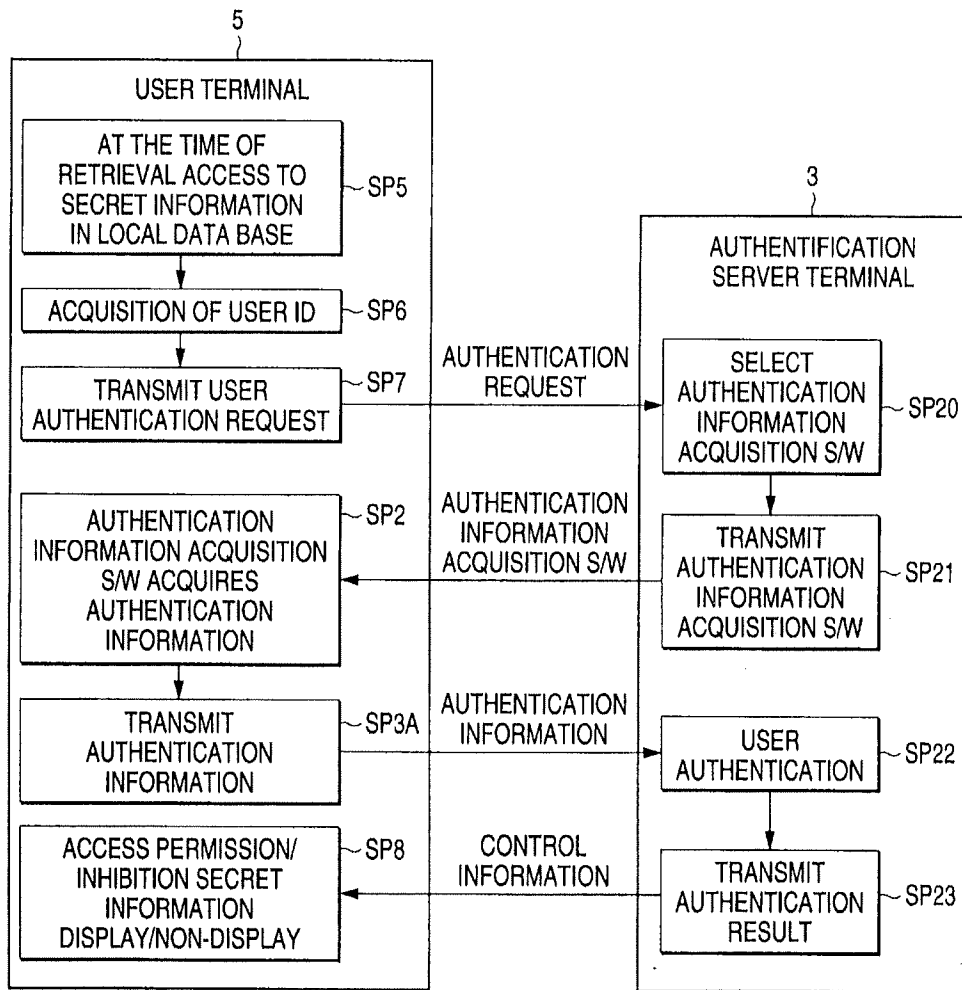 5
USER TERMINAL
AT THE TIME OF
RETRIEVAL ACCESS TO
SECRET INFORMATION
IN LOCAL DATA BASE
SP5
ACQUISITION OF USER ID
SP6
TRANSMIT USER
AUTHENTICATION REQUEST
SP7
AUTHENTICATION
REQUEST
3
AUTHENTIFICATION
SERVER TERMINAL
SELECT
AUTHENTICATION
INFORMATION
ACQUISITION S/W
SP20
TRANSMIT
AUTHENTICATION
INFORMATION
ACQUISITION S/W
SP21
AUTHENTICATION
INFORMATION
ACQUISITION S/W
AUTHENTICATION
INFORMATION ACQUISITION
S/W ACQUIRES
AUTHENTICATION
INFORMATION
SP2
TRANSMIT
AUTHENTICATION
INFORMATION
SP3A
AUTHENTICATION
INFORMATION
USER
AUTHENTICATION
SP22
TRANSMIT
AUTHENTICATION
RESULT
SP23
CONTROL
INFORMATION
ACCESS PERMISSION/
INHIBITION SECRET
INFORMATION
DISPLAY/NON-DISPLAY
SP8